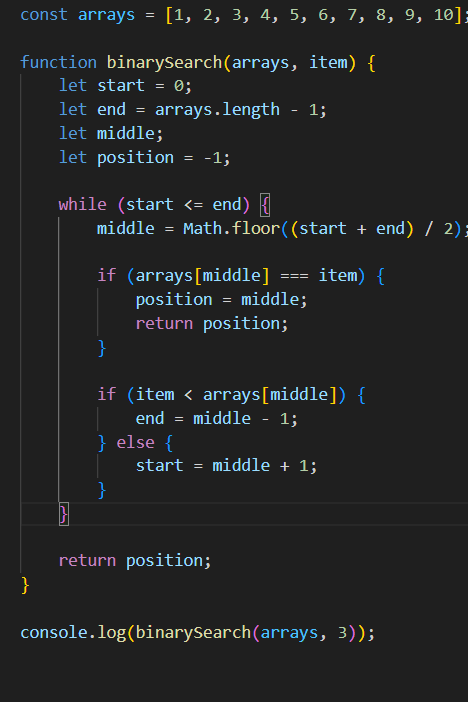 const arrays = [1, 2, 3, 4, 5, 6, 7, 8, 9, 10];
function binarySearch(arrays, item) {
let start = 0;
let end = arrays.length - 1;
let middle;
let position = -1;
while (start <= end) {
middle = Math.floor((start + end) / 2);
if (arrays[middle] === item) {
position = middle;
return position;
}
if (item < arrays[middle]) {
end = middle - 1;
} else {
start = middle + 1;
}
}
return position;
}
console.log(binarySearch(arrays, 3));